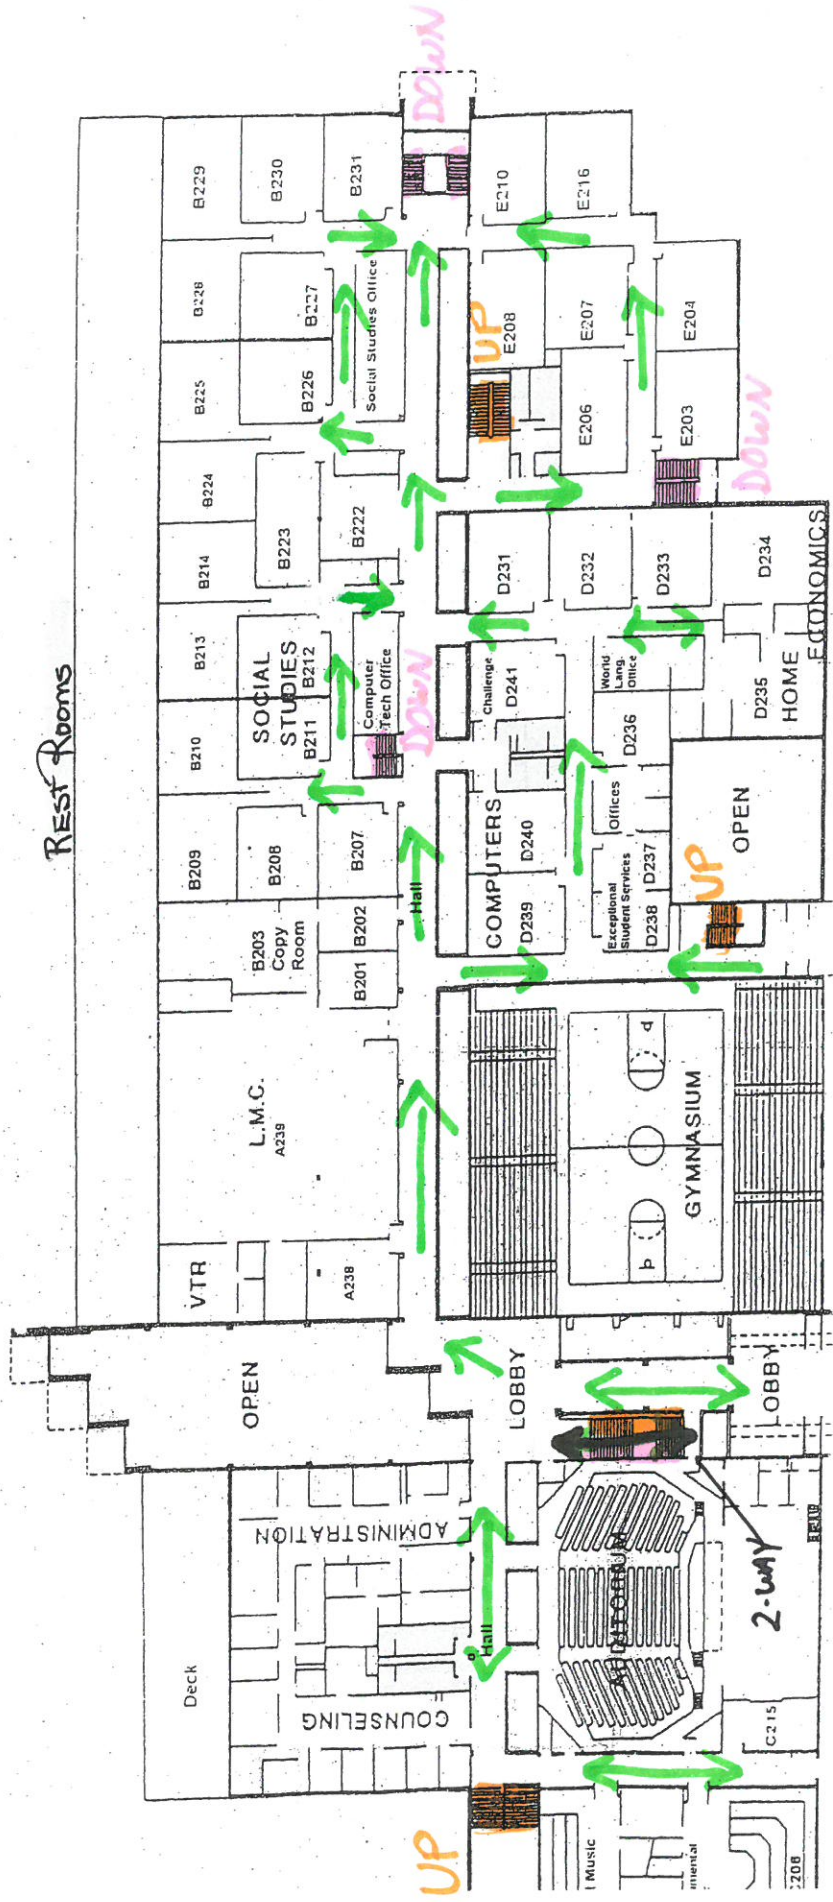 REST Rooms
DOWN
B229
B230
B231
B228
B227
Social Studies Office
B225
B226
B224
B223
B222
B214
B213
SOCIAL
STUDIES
B212
B211
Computer
Tech Office
B210
DOWN
B209
B208
B207
B203
Copy
Room
B202
B201
Hall
L.M.C.
A239
VTR
A238
OPEN
E210
E216
UP
E208
E207
E204
E206
E203
DOWN
D231
D232
D233
D234
HOME
ECONOMICS
D235
Challenge
D241
World
Lang.
Office
D236
COMPUTERS
D240
D239
Offices
Exceptional
Student Services
D237
D238
OPEN
UP
GYMNASIUM
LOBBY
LOBBY
Deck
ADMINISTRATION
COUNSELING
Hall
AUDITORIUM
2-WAY
C215
UP
Music